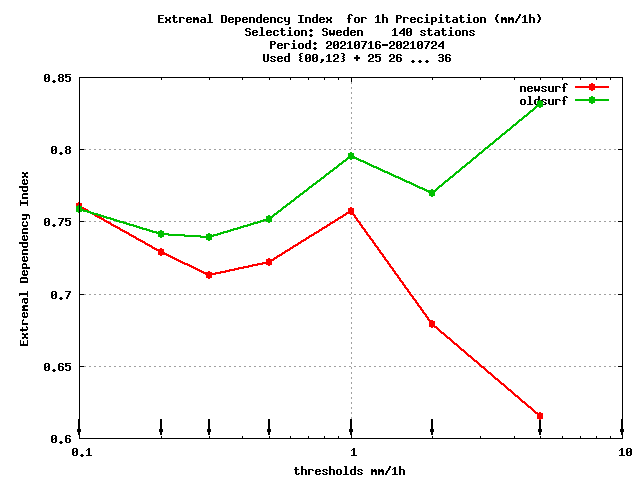 Extremal Dependency Index  for 1h Precipitation (mm/1h)
Selection: Sweden    140 stations
Period: 20210716-20210724
Used {00,12} + 25 26 ... 36
newsurf
oldsurf
0.85
0.8
0.75
0.7
0.65
0.6
Extremal Dependency Index
0.1
1
10
thresholds mm/1h